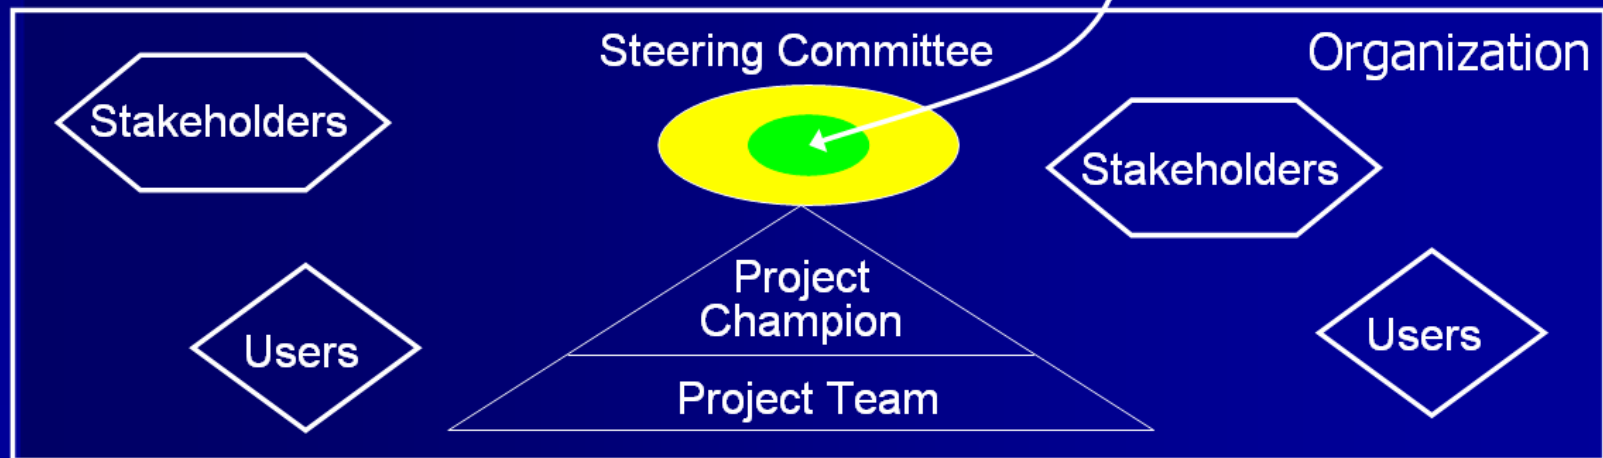 Steering Committee
Organization
Stakeholders
Stakeholders
Project
Champion
Users
Users
Project Team